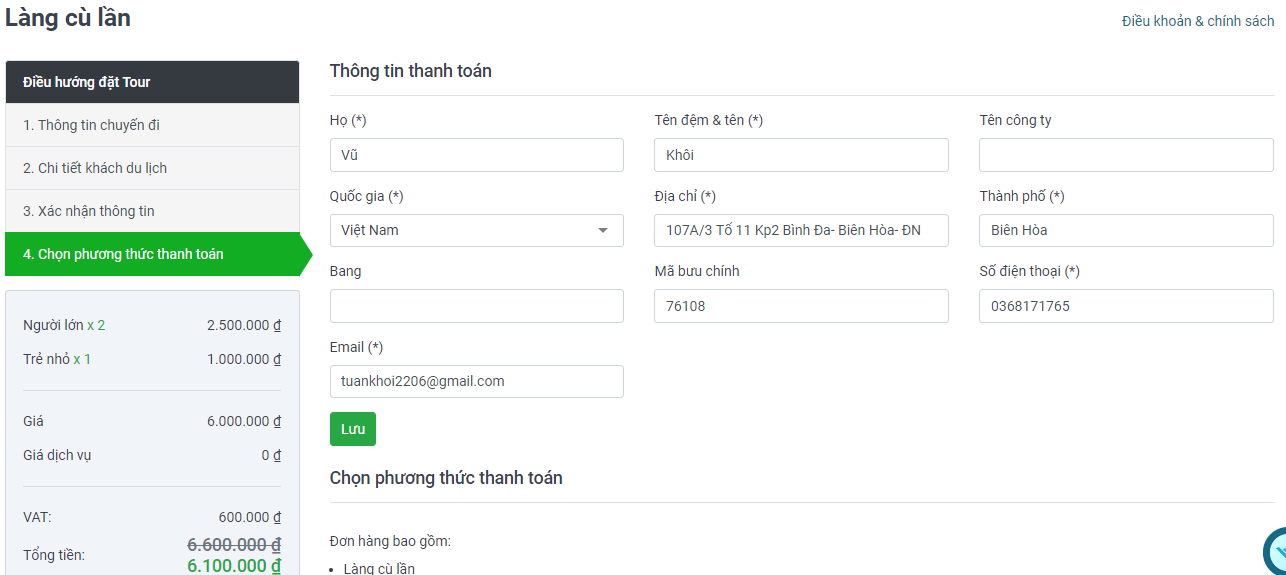 Làng cù lần
Điều khoản & chính sách
Điều hướng đặt Tour
1. Thông tin chuyến đi
2. Chi tiết khách du lịch
3. Xác nhận thông tin
4. Chọn phương thức thanh toán
Người lớn x 2 2.500.000 ₫
Trẻ nhỏ x 1 1.000.000 ₫
Giá 6.000.000 ₫
Giá dịch vụ 0 ₫
VAT: 600.000 ₫
Tổng tiền: 6.600.000 ₫
6.100.000 ₫
Thông tin thanh toán
Họ (*) Tên đệm & tên (*) Tên công ty
Vũ Khôi
Quốc gia (*) Địa chỉ (*) Thành phố (*)
Việt Nam 107A/3 Tổ 11 Kp2 Bình Đa- Biên Hòa- ĐN Biên Hòa
Bang Mã bưu chính Số điện thoại (*)
76108 0368171765
Email (*)
tuankhoi2206@gmail.com
Lưu
Chọn phương thức thanh toán
Đơn hàng bao gồm:
• Làng cù lần